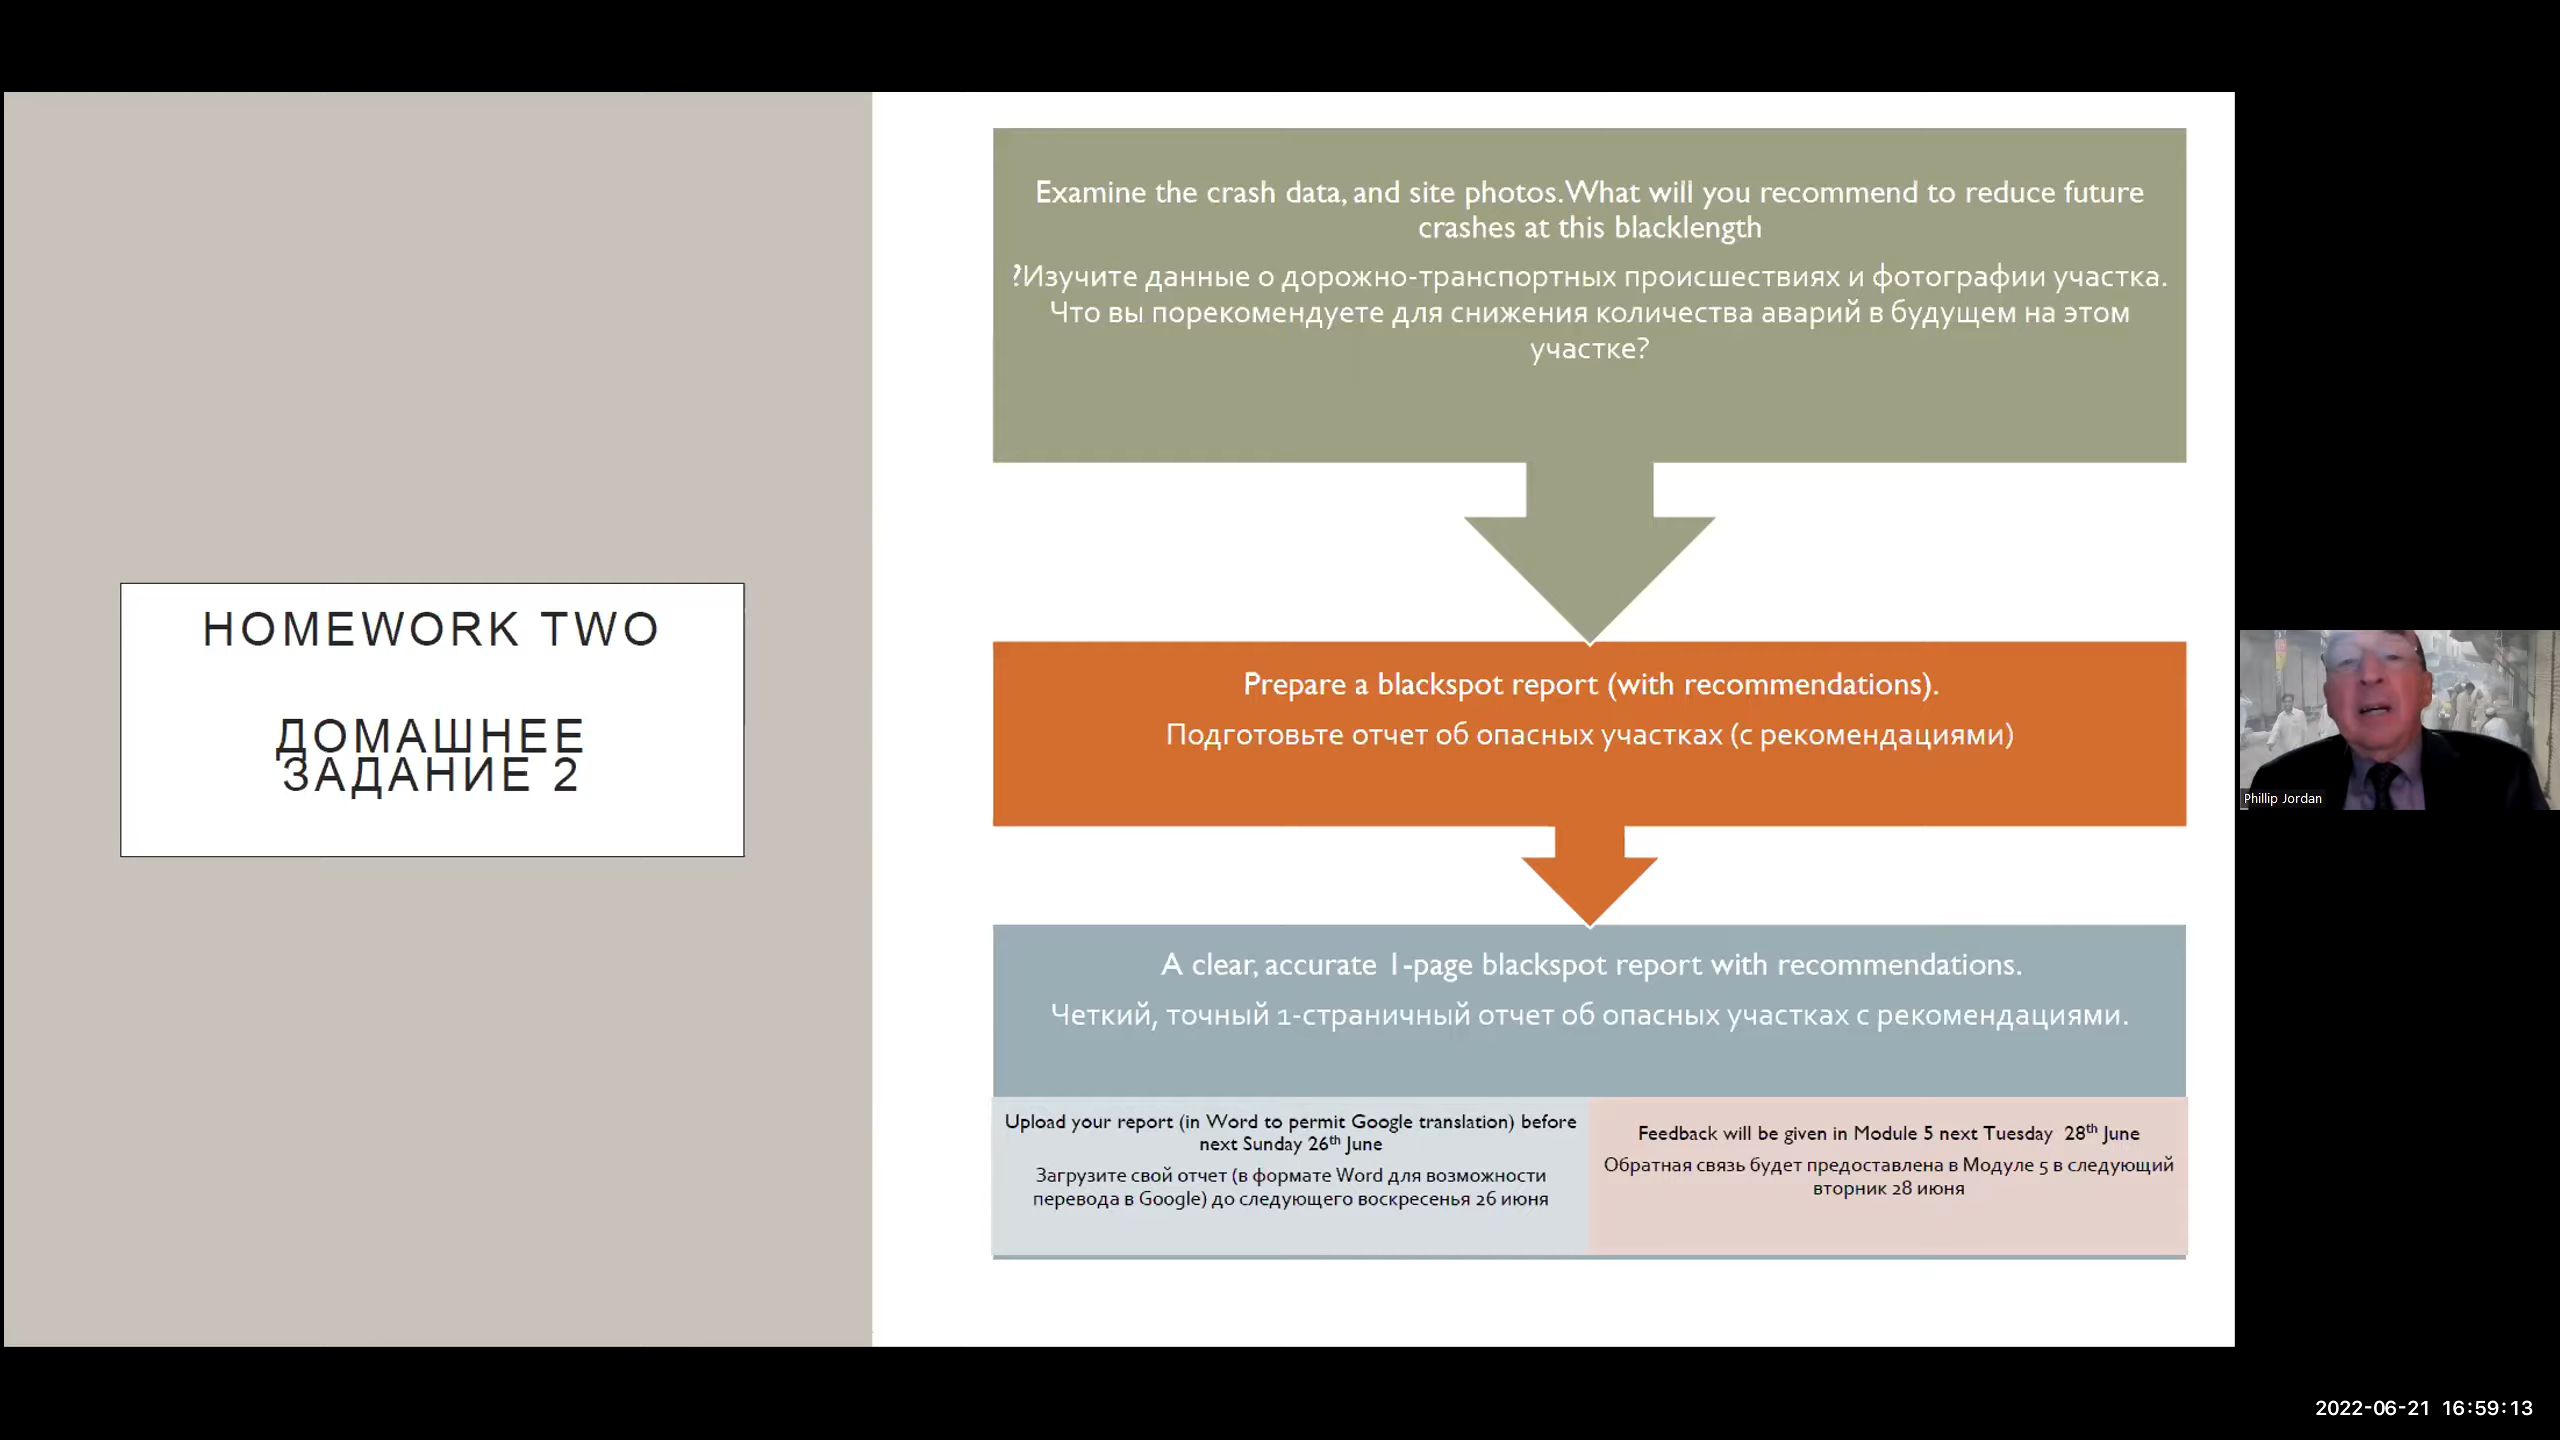 HOMEWORK TWO
ДОМАШНЕЕ
ЗАДАНИЕ 2
Examine the crash data, and site photos. What will you recommend to reduce future
crashes at this blacklength
?Изучите данные о дорожно-транспортных происшествиях и фотографии участка.
Что вы порекомендуете для снижения количества аварий в будущем на этом
участке?
Prepare a blackspot report (with recommendations).
Подготовьте отчет об опасных участках (с рекомендациями)
A clear, accurate 1-page blackspot report with recommendations.
Четкий, точный 1-страничный отчет об опасных участках с рекомендациями.
Upload your report (in Word to permit Google translation) before
next Sunday 26th June
Загрузите свой отчет (в формате Word для возможности
перевода в Google) до следующего воскресенья 26 июня
Feedback will be given in Module 5 next Tuesday 28th June
Обратная связь будет предоставлена в Модуле 5 в следующий
вторник 28 июня
Phillip Jordan
2022-06-21 16:59:13